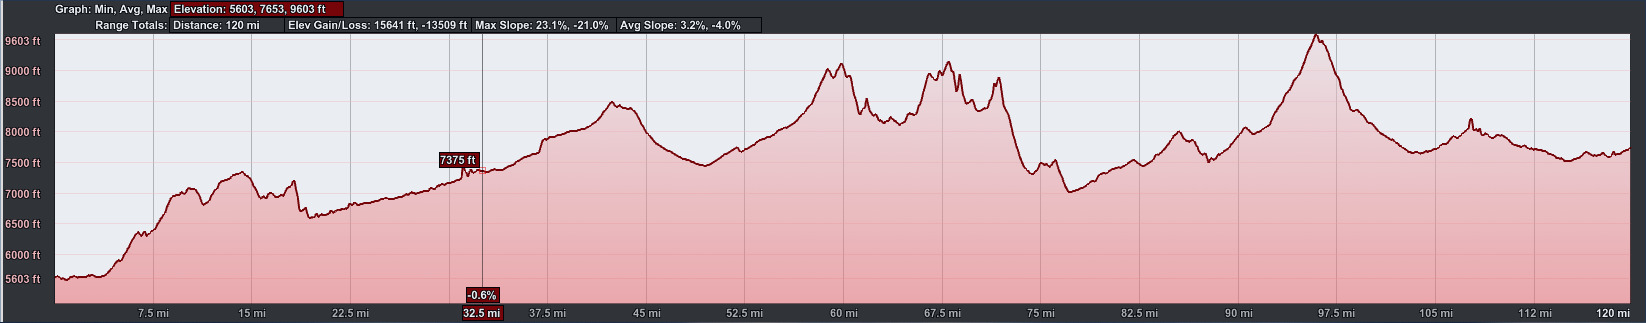 Graph: Min, Avg, Max Elevation: 5603, 7653, 9603 ft
Range Totals: Distance: 120 mi Elev Gain/Loss: 15641 ft, -13509 ft Max Slope: 23.1%, -21.0% Avg Slope: 3.2%, -4.0%
9603 ft
9000 ft
8500 ft
8000 ft
7500 ft
7000 ft
6500 ft
6000 ft
5603 ft
7375 ft
-0.6%
7.5 mi 15 mi 22.5 mi 32.5 mi 37.5 mi 45 mi 52.5 mi 60 mi 67.5 mi 75 mi 82.5 mi 90 mi 97.5 mi 105 mi 112 mi 120 mi